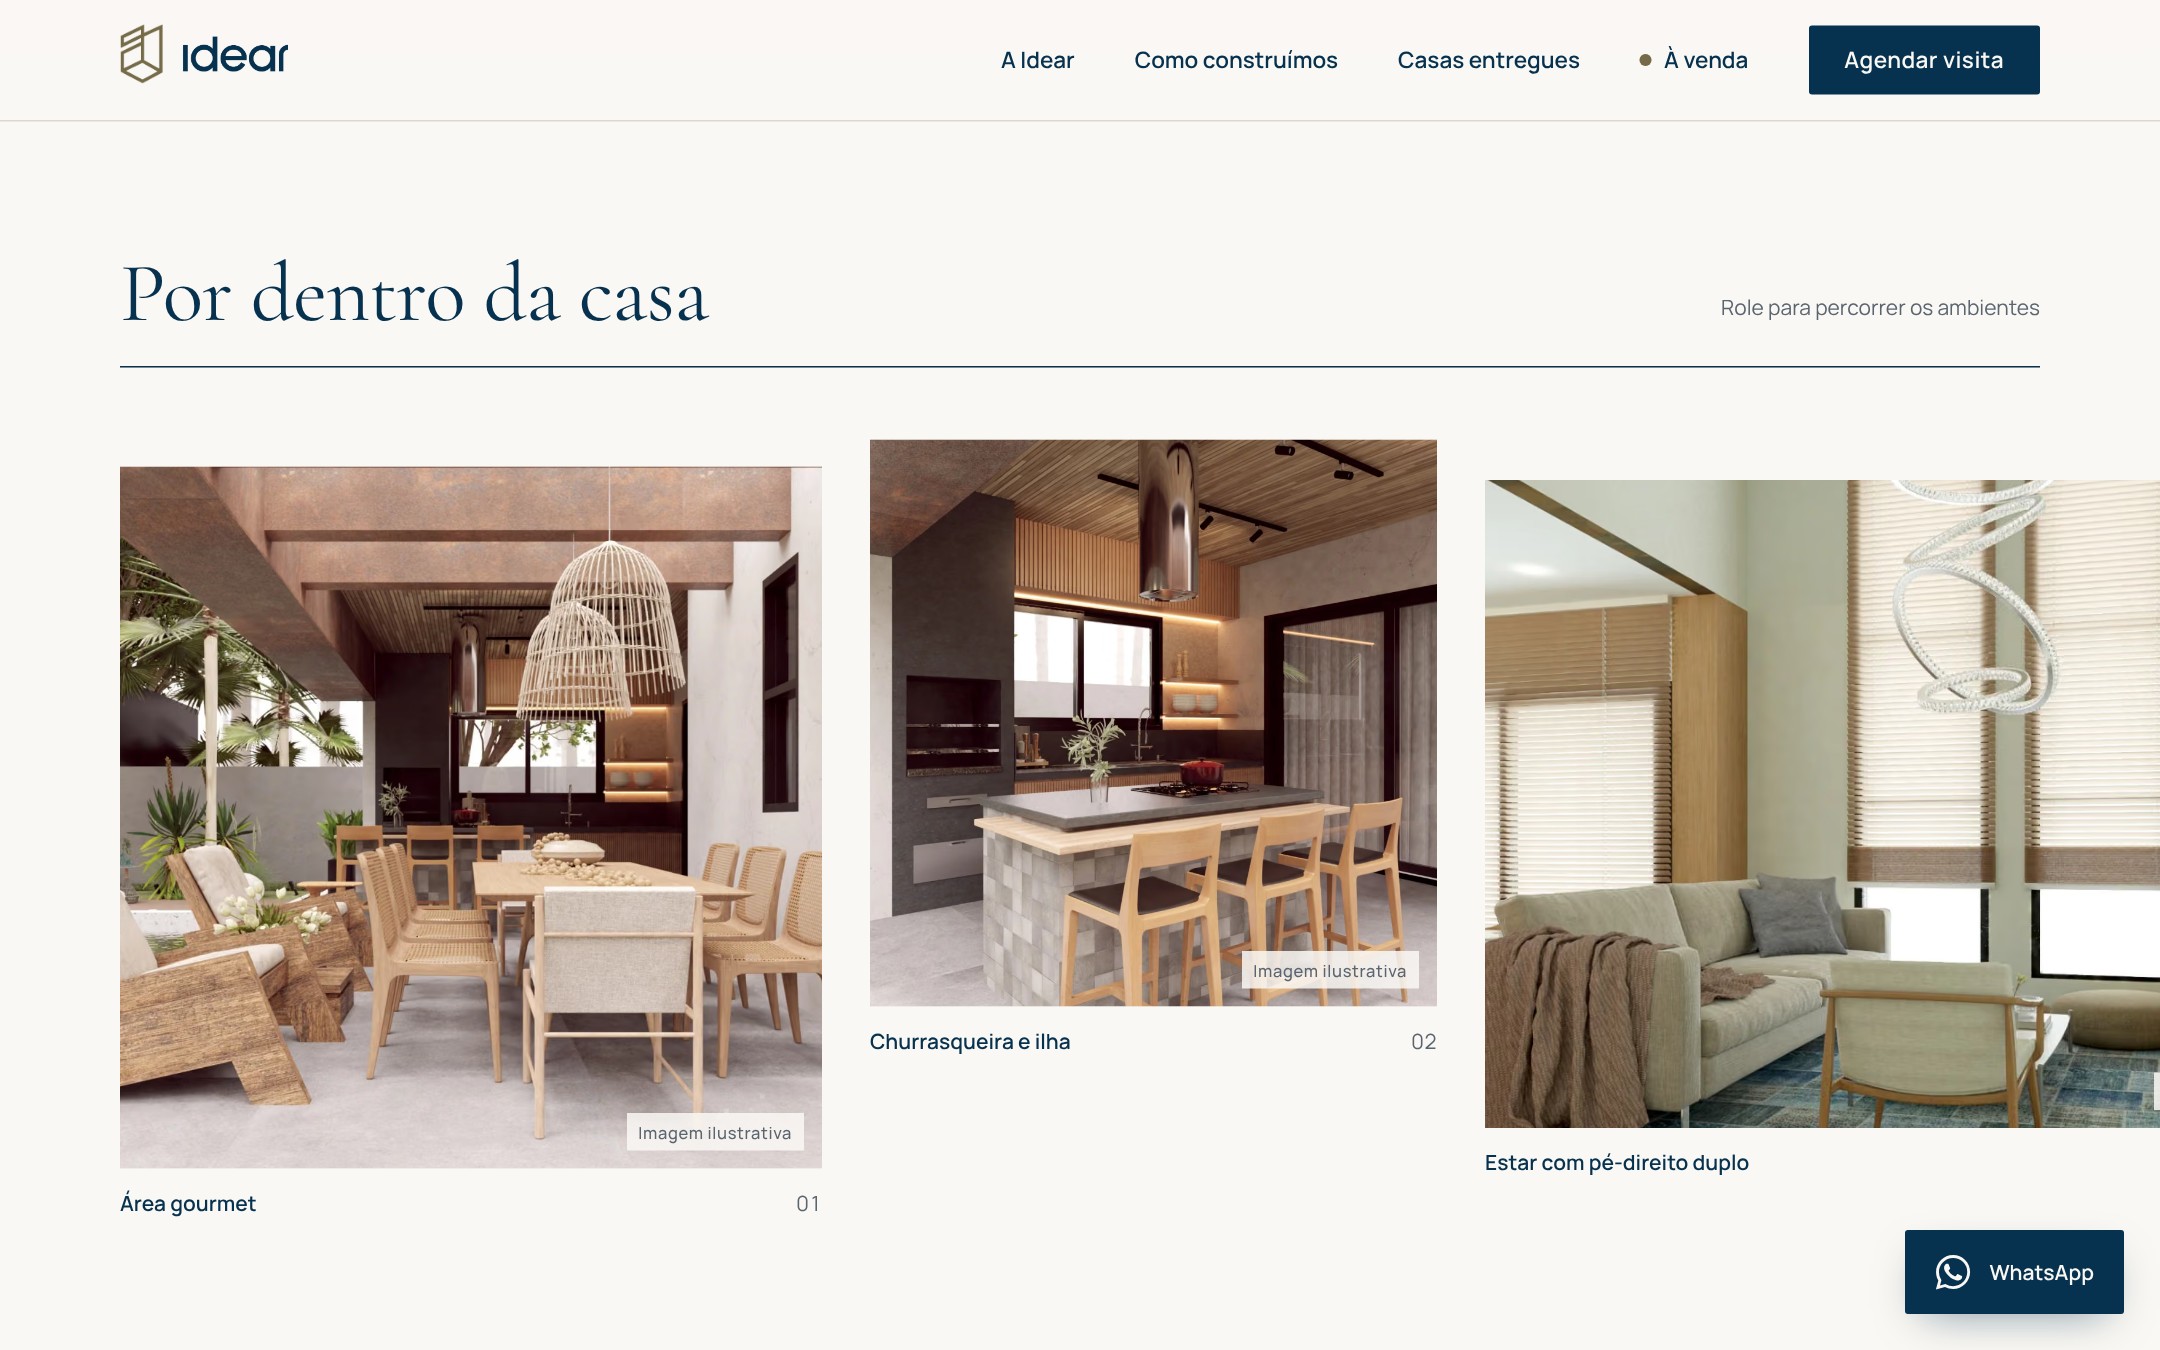 idear
A Idear
Como construímos
Casas entregues
À venda
Agendar visita
Por dentro da casa
Role para percorrer os ambientes
Imagem ilustrativa
Área gourmet
01
Imagem ilustrativa
Churrasqueira e ilha
02
Estar com pé-direito duplo
WhatsApp